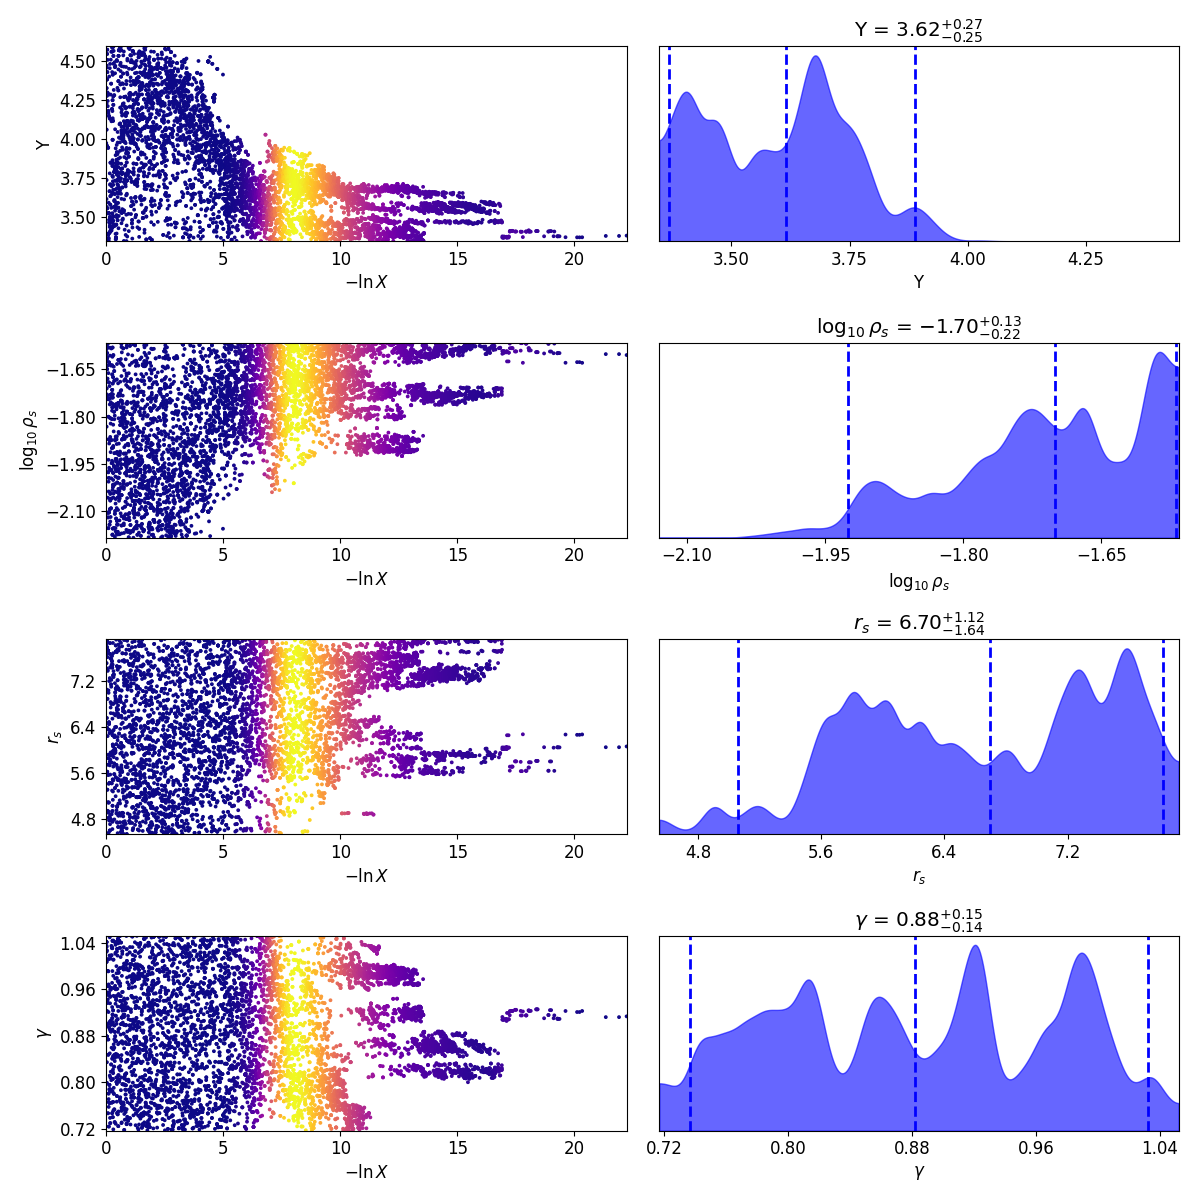 Y = 3.62^{+0.27}_{-0.25}
4.50
4.25
4.00
3.75
3.50
Y
0 5 10 15 20
−ln X
3.50 3.75 4.00 4.25
Y
log₁₀ ρₛ = −1.70^{+0.13}_{−0.22}
−1.65
−1.80
−1.95
−2.10
log₁₀ ρₛ
0 5 10 15 20
−ln X
−2.10 −1.95 −1.80 −1.65
log₁₀ ρₛ
rₛ = 6.70^{+1.12}_{−1.64}
7.2
6.4
5.6
4.8
rₛ
0 5 10 15 20
−ln X
4.8 5.6 6.4 7.2
rₛ
γ = 0.88^{+0.15}_{−0.14}
1.04
0.96
0.88
0.80
0.72
γ
0 5 10 15 20
−ln X
0.72 0.80 0.88 0.96 1.04
γ